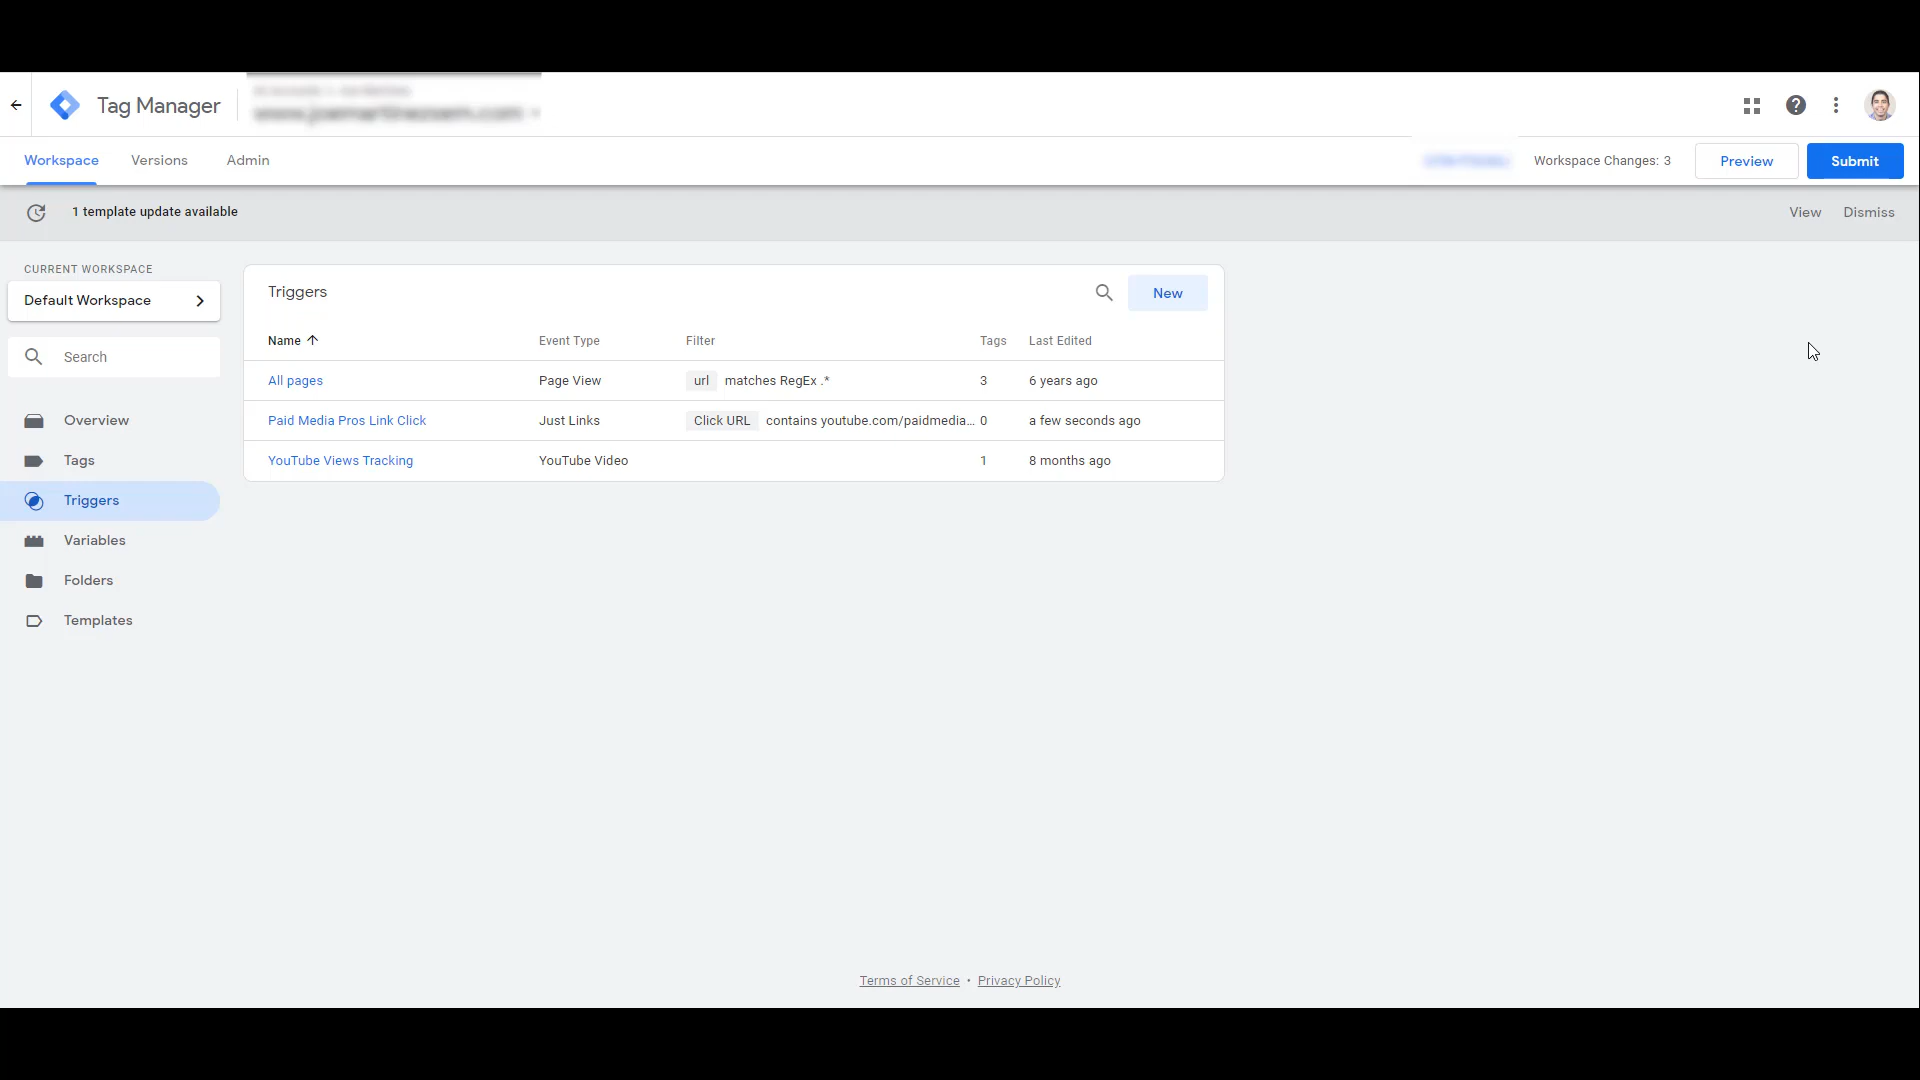 Tag Manager
Workspace Versions Admin
Workspace Changes: 3 Preview Submit
1 template update available
View Dismiss
CURRENT WORKSPACE
Default Workspace
Search
Overview
Tags
Triggers
Variables
Folders
Templates
Triggers New
Name Event Type Filter Tags Last Edited
All pages Page View url matches RegEx .* 3 6 years ago
Paid Media Pros Link Click Just Links Click URL contains youtube.com/paidmedia... 0 a few seconds ago
YouTube Views Tracking YouTube Video 1 8 months ago
Terms of Service • Privacy Policy